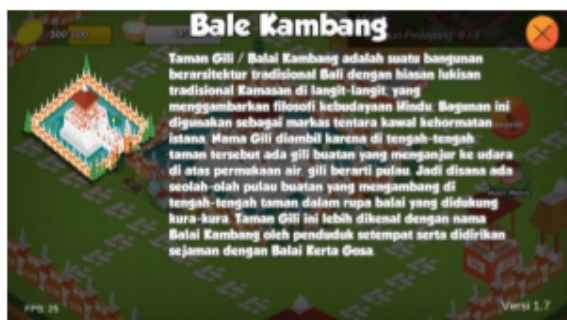 Bale Kambang
300/600
Taman Gili / Balai Kambang adalah suatu bangunan
berarsitektur tradisional Bali dengan hiasan lukisan
tradisional Kamasan di langit-langit yang
menggambarkan filosofi kebudayaan Hindu. Bagunan ini
digunakan sebagai markas tentara kawal kehormatan
istana. Nama Gili diambil karena di tengah-tengah
taman tersebut ada gili buatan yang menganjur ke udara
di atas permukaan air, gili berarti pulau. Jadi disana ada
seolah-olah pulau buatan yang mengambang di
tengah-tengah taman dalam rupa balai yang didukung
kura-kura. Taman Gili ini lebih dikenal dengan nama
Balai Kambang oleh penduduk setempat serta didirikan
sejaman dengan Balai Kerta Gosa.
FPS: 25
Versi 1.7